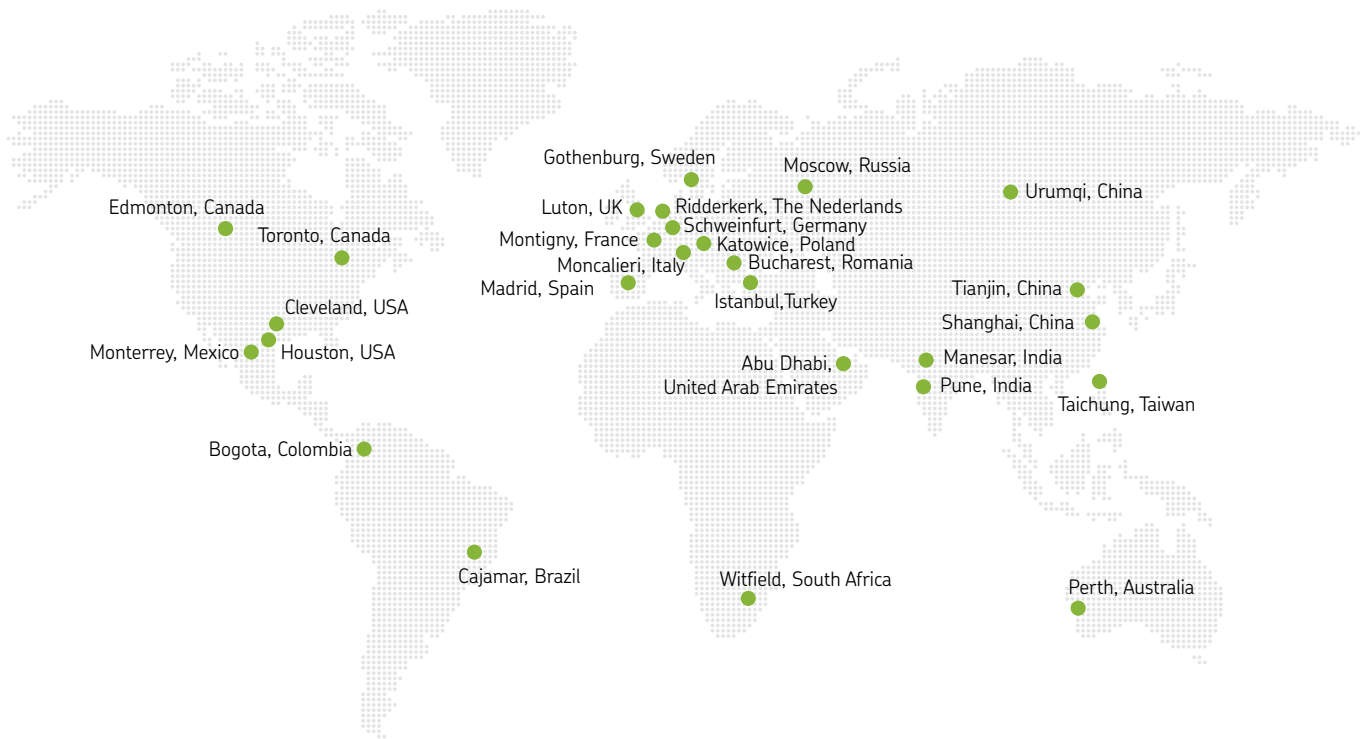 Gothenburg, Sweden
Moscow, Russia
Urumqi, China
Edmonton, Canada
Luton, UK
Ridderkerk, The Nederlands
Schweinfurt, Germany
Toronto, Canada
Montigny, France
Katowice, Poland
Moncalieri, Italy
Bucharest, Romania
Madrid, Spain
Istanbul,Turkey
Tianjin, China
Cleveland, USA
Shanghai, China
Monterrey, Mexico
Houston, USA
Abu Dhabi,
United Arab Emirates
Manesar, India
Pune, India
Taichung, Taiwan
Bogota, Colombia
Cajamar, Brazil
Witfield, South Africa
Perth, Australia